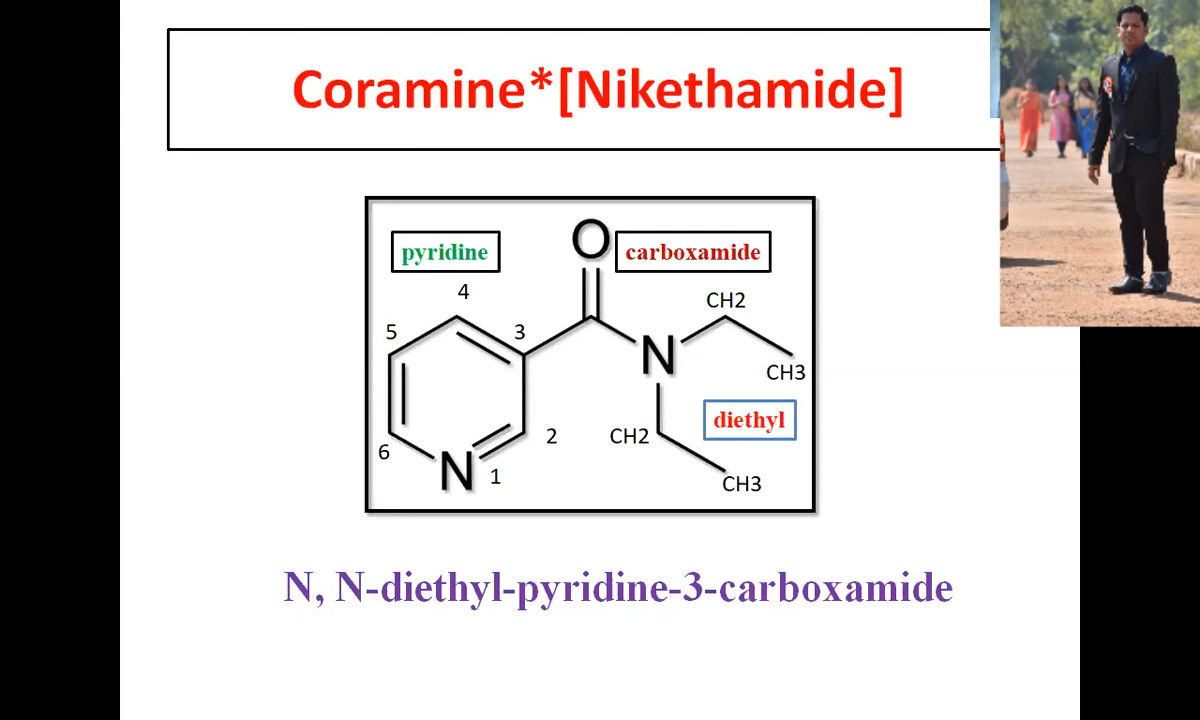 Coramine*[Nikethamide]
pyridine
O
carboxamide
4
CH2
5
3
N
CH3
diethyl
2
CH2
6
N
1
CH3
N, N-diethyl-pyridine-3-carboxamide